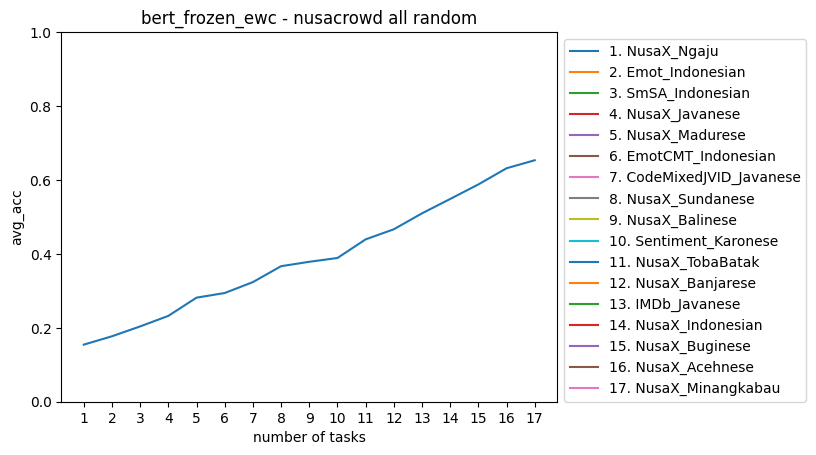 bert_frozen_ewc - nusacrowd all random
1.0
0.8
0.6
0.4
0.2
0.0
avg_acc
1 2 3 4 5 6 7 8 9 10 11 12 13 14 15 16 17
number of tasks
1. NusaX_Ngaju
2. Emot_Indonesian
3. SmSA_Indonesian
4. NusaX_Javanese
5. NusaX_Madurese
6. EmotCMT_Indonesian
7. CodeMixedJVID_Javanese
8. NusaX_Sundanese
9. NusaX_Balinese
10. Sentiment_Karonese
11. NusaX_TobaBatak
12. NusaX_Banjarese
13. IMDb_Javanese
14. NusaX_Indonesian
15. NusaX_Buginese
16. NusaX_Acehnese
17. NusaX_Minangkabau